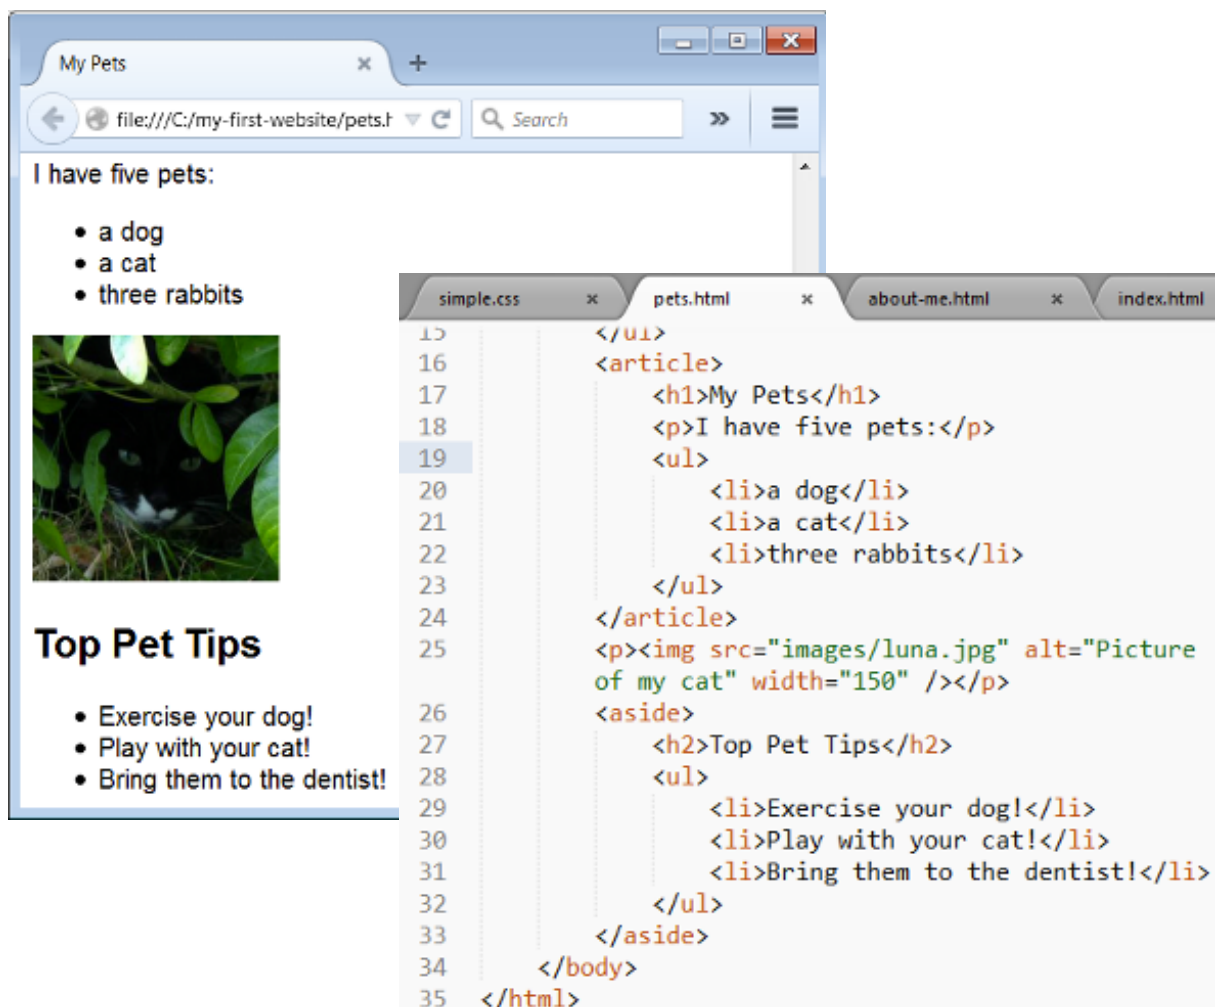 My Pets
file:///C:/my-first-website/pets.h
Search
I have five pets:
• a dog
• a cat
• three rabbits
Top Pet Tips
• Exercise your dog!
• Play with your cat!
• Bring them to the dentist!
simple.css × pets.html × about-me.html × index.html
15 </ul>
16 <article>
17 <h1>My Pets</h1>
18 <p>I have five pets:</p>
19 <ul>
20 <li>a dog</li>
21 <li>a cat</li>
22 <li>three rabbits</li>
23 </ul>
24 </article>
25 <p><img src="images/luna.jpg" alt="Picture
of my cat" width="150" /></p>
26 <aside>
27 <h2>Top Pet Tips</h2>
28 <ul>
29 <li>Exercise your dog!</li>
30 <li>Play with your cat!</li>
31 <li>Bring them to the dentist!</li>
32 </ul>
33 </aside>
34 </body>
35 </html>